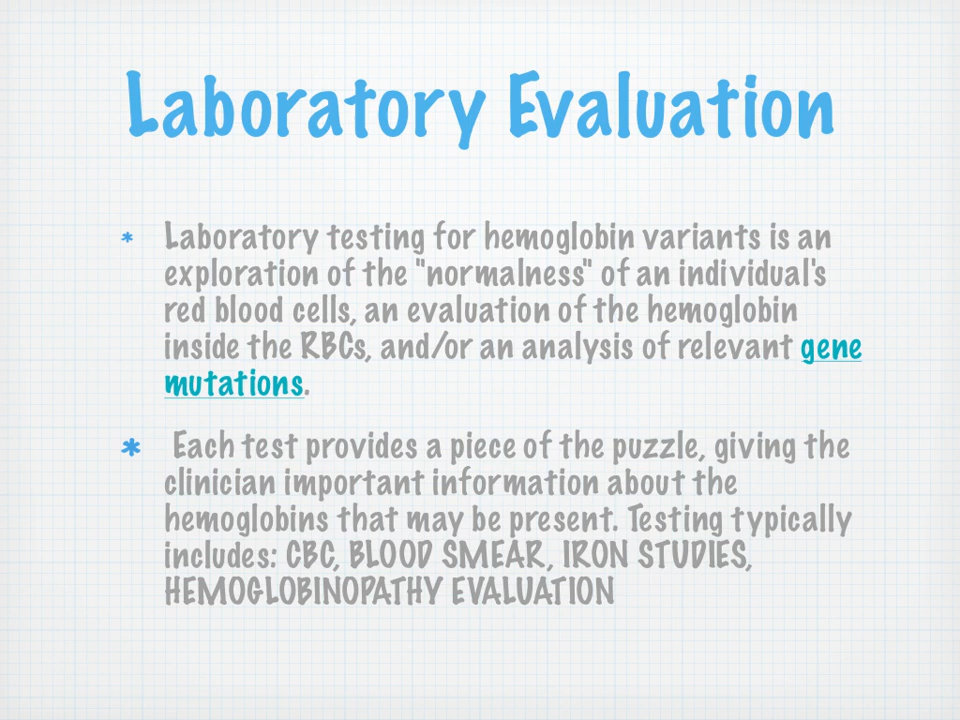 Laboratory Evaluation
* Laboratory testing for hemoglobin variants is an
exploration of the "normalness" of an individual's
red blood cells, an evaluation of the hemoglobin
inside the RBCs, and/or an analysis of relevant gene
mutations.
* Each test provides a piece of the puzzle, giving the
clinician important information about the
hemoglobins that may be present. Testing typically
includes: CBC, BLOOD SMEAR, IRON STUDIES,
HEMOGLOBINOPATHY EVALUATION